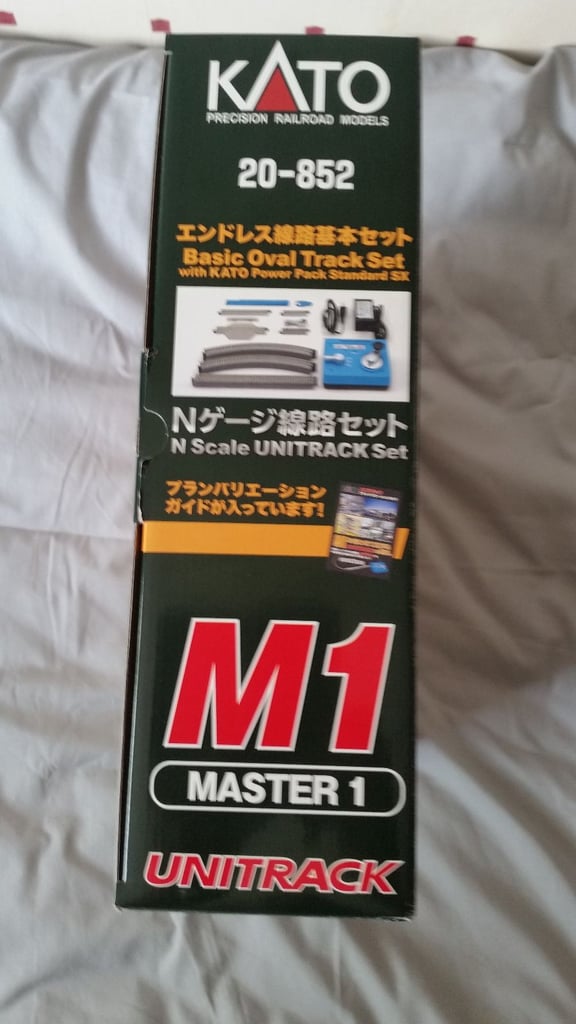 KATO
PRECISION RAILROAD MODELS
20-852
エンドレス線路基本セット
Basic Oval Track Set
with KATO Power Pack Standard SX
Nゲージ線路セット
N Scale UNITRACK Set
プランバリエーション
ガイドが入っています!
M1
MASTER 1
UNITRACK